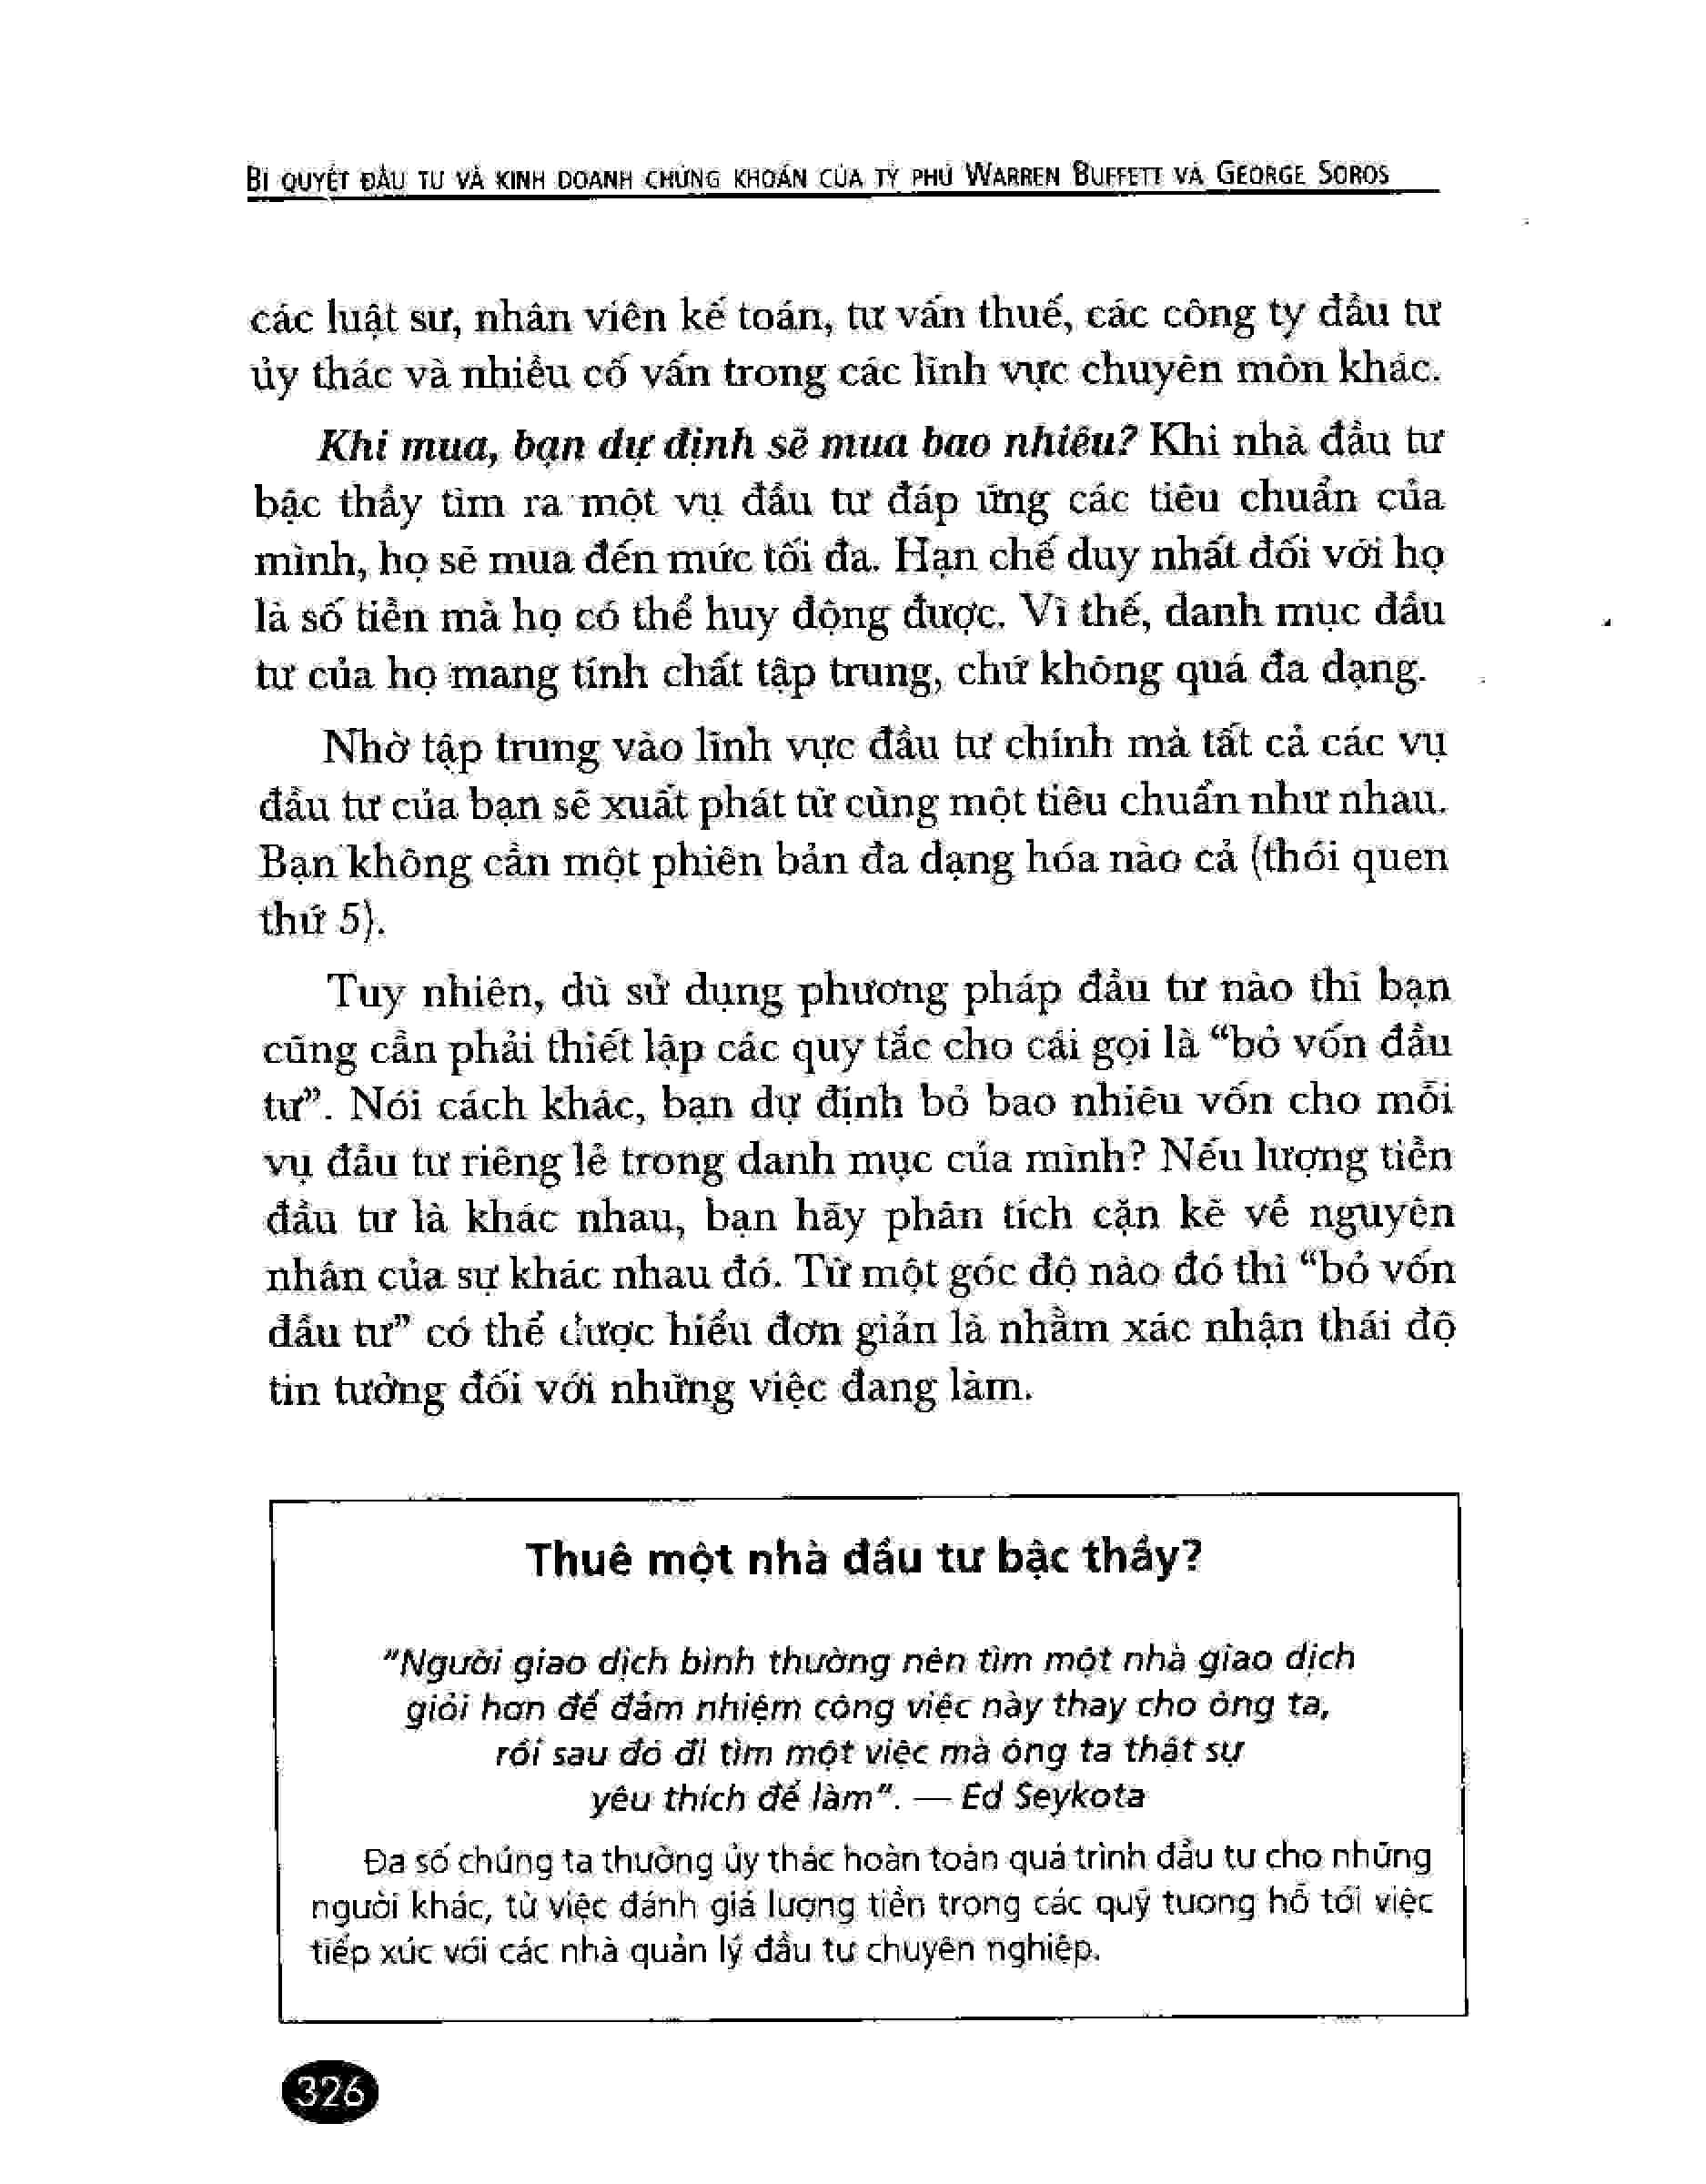 BÍ QUYẾT ĐẦU TƯ VÀ KINH DOANH CHỨNG KHOÁN CỦA TỶ PHÚ WARREN BUFFETT VÀ GEORGE SOROS
các luật sư, nhân viên kế toán, tư vấn thuế, các công ty đầu tư
ủy thác và nhiều cố vấn trong các lĩnh vực chuyên môn khác.
Khi mua, bạn dự định sẽ mua bao nhiêu? Khi nhà đầu tư
bậc thầy tìm ra một vụ đầu tư đáp ứng các tiêu chuẩn của
mình, họ sẽ mua đến mức tối đa. Hạn chế duy nhất đối với họ
là số tiền mà họ có thể huy động được. Vì thế, danh mục đầu
tư của họ mang tính chất tập trung, chứ không quá đa dạng.
Nhờ tập trung vào lĩnh vực đầu tư chính mà tất cả các vụ
đầu tư của bạn sẽ xuất phát từ cùng một tiêu chuẩn như nhau.
Bạn không cần một phiên bản đa dạng hóa nào cả (thói quen
thứ 5).
Tuy nhiên, dù sử dụng phương pháp đầu tư nào thì bạn
cũng cần phải thiết lập các quy tắc cho cái gọi là “bỏ vốn đầu
tư”. Nói cách khác, bạn dự định bỏ bao nhiêu vốn cho mỗi
vụ đầu tư riêng lẻ trong danh mục của mình? Nếu lượng tiền
đầu tư là khác nhau, bạn hãy phân tích cặn kẽ về nguyên
nhân của sự khác nhau đó. Từ một góc độ nào đó thì “bỏ vốn
đầu tư” có thể được hiểu đơn giản là nhằm xác nhận thái độ
tin tưởng đối với những việc đang làm.
Thuê một nhà đầu tư bậc thầy?
"Người giao dịch bình thường nên tìm một nhà giao dịch
giỏi hơn để đảm nhiệm công việc này thay cho ông ta,
rồi sau đó đi tìm một việc mà ông ta thật sự
yêu thích để làm". — Ed Seykota
Đa số chúng ta thường ủy thác hoàn toàn quá trình đầu tư cho những
người khác, từ việc đánh giá lượng tiền trong các quỹ tương hỗ tới việc
tiếp xúc với các nhà quản lý đầu tư chuyên nghiệp.
326